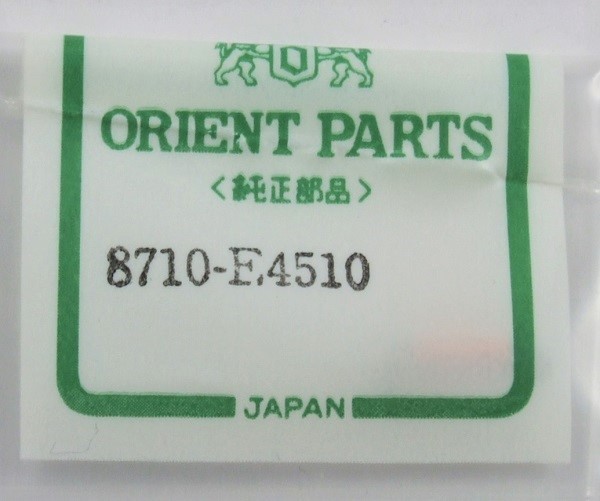 ORIENT PARTS
<純正部品>
8710-E4510
JAPAN